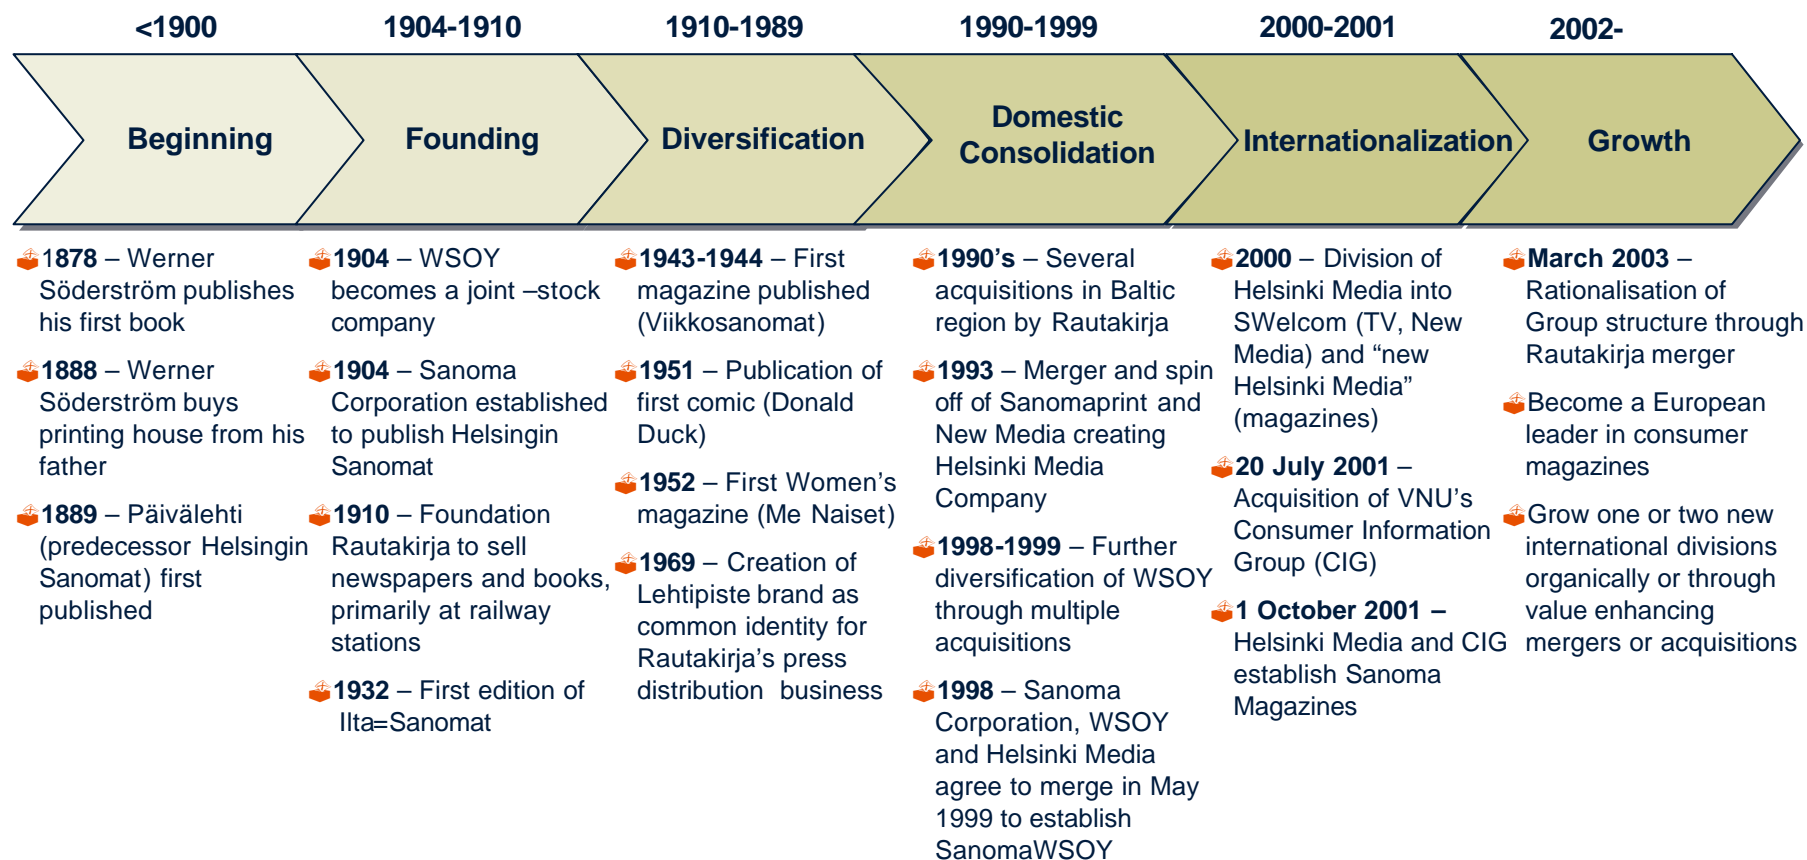 <1900
1904-1910
1910-1989
1990-1999
2000-2001
2002-
Beginning
Founding
Diversification
Domestic
Consolidation
Internationalization
Growth
1878 – Werner
Söderström publishes
his first book
1888 – Werner
Söderström buys
printing house from his
father
1889 – Päivälehti
(predecessor Helsingin
Sanomat) first
published
1904 – WSOY
becomes a joint –stock
company
1904 – Sanoma
Corporation established
to publish Helsingin
Sanomat
1910 – Foundation
Rautakirja to sell
newspapers and books,
primarily at railway
stations
1932 – First edition of
Ilta=Sanomat
1943-1944 – First
magazine published
(Viikkosanomat)
1951 – Publication of
first comic (Donald
Duck)
1952 – First Women’s
magazine (Me Naiset)
1969 – Creation of
Lehtipiste brand as
common identity for
Rautakirja’s press
distribution business
1990’s – Several
acquisitions in Baltic
region by Rautakirja
1993 – Merger and spin
off of Sanomaprint and
New Media creating
Helsinki Media
Company
1998-1999 – Further
diversification of WSOY
through multiple
acquisitions
1998 – Sanoma
Corporation, WSOY
and Helsinki Media
agree to merge in May
1999 to establish
SanomaWSOY
2000 – Division of
Helsinki Media into
SWelcom (TV, New
Media) and “new
Helsinki Media”
(magazines)
20 July 2001 –
Acquisition of VNU’s
Consumer Information
Group (CIG)
1 October 2001 –
Helsinki Media and CIG
establish Sanoma
Magazines
March 2003 –
Rationalisation of
Group structure through
Rautakirja merger
Become a European
leader in consumer
magazines
Grow one or two new
international divisions
organically or through
value enhancing
mergers or acquisitions